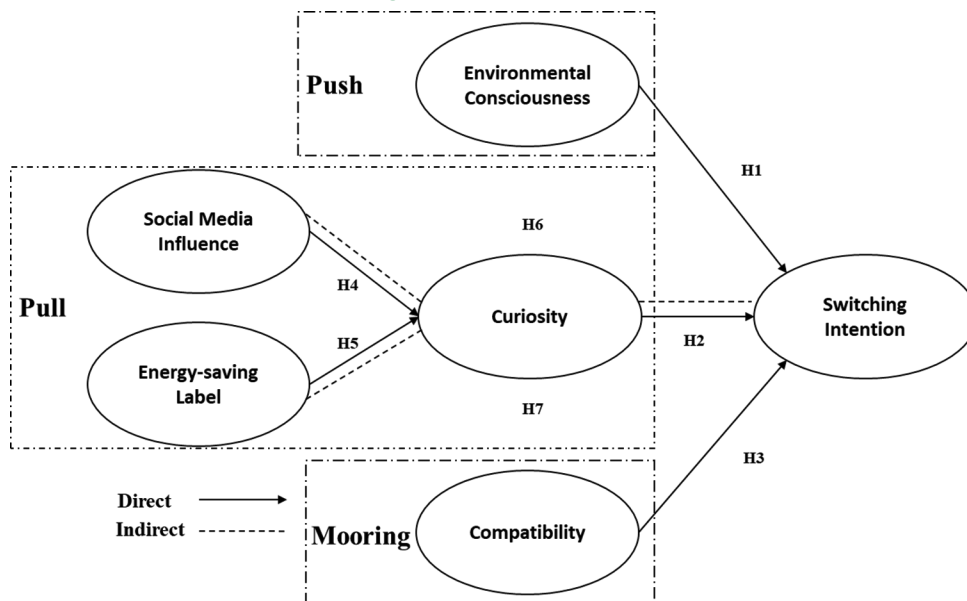 Push
Environmental
Consciousness
H1
Pull
Social Media
Influence
H6
H4
Curiosity
H2
Switching
Intention
H5
Energy-saving
Label
H7
H3
Direct
Indirect
Mooring
Compatibility